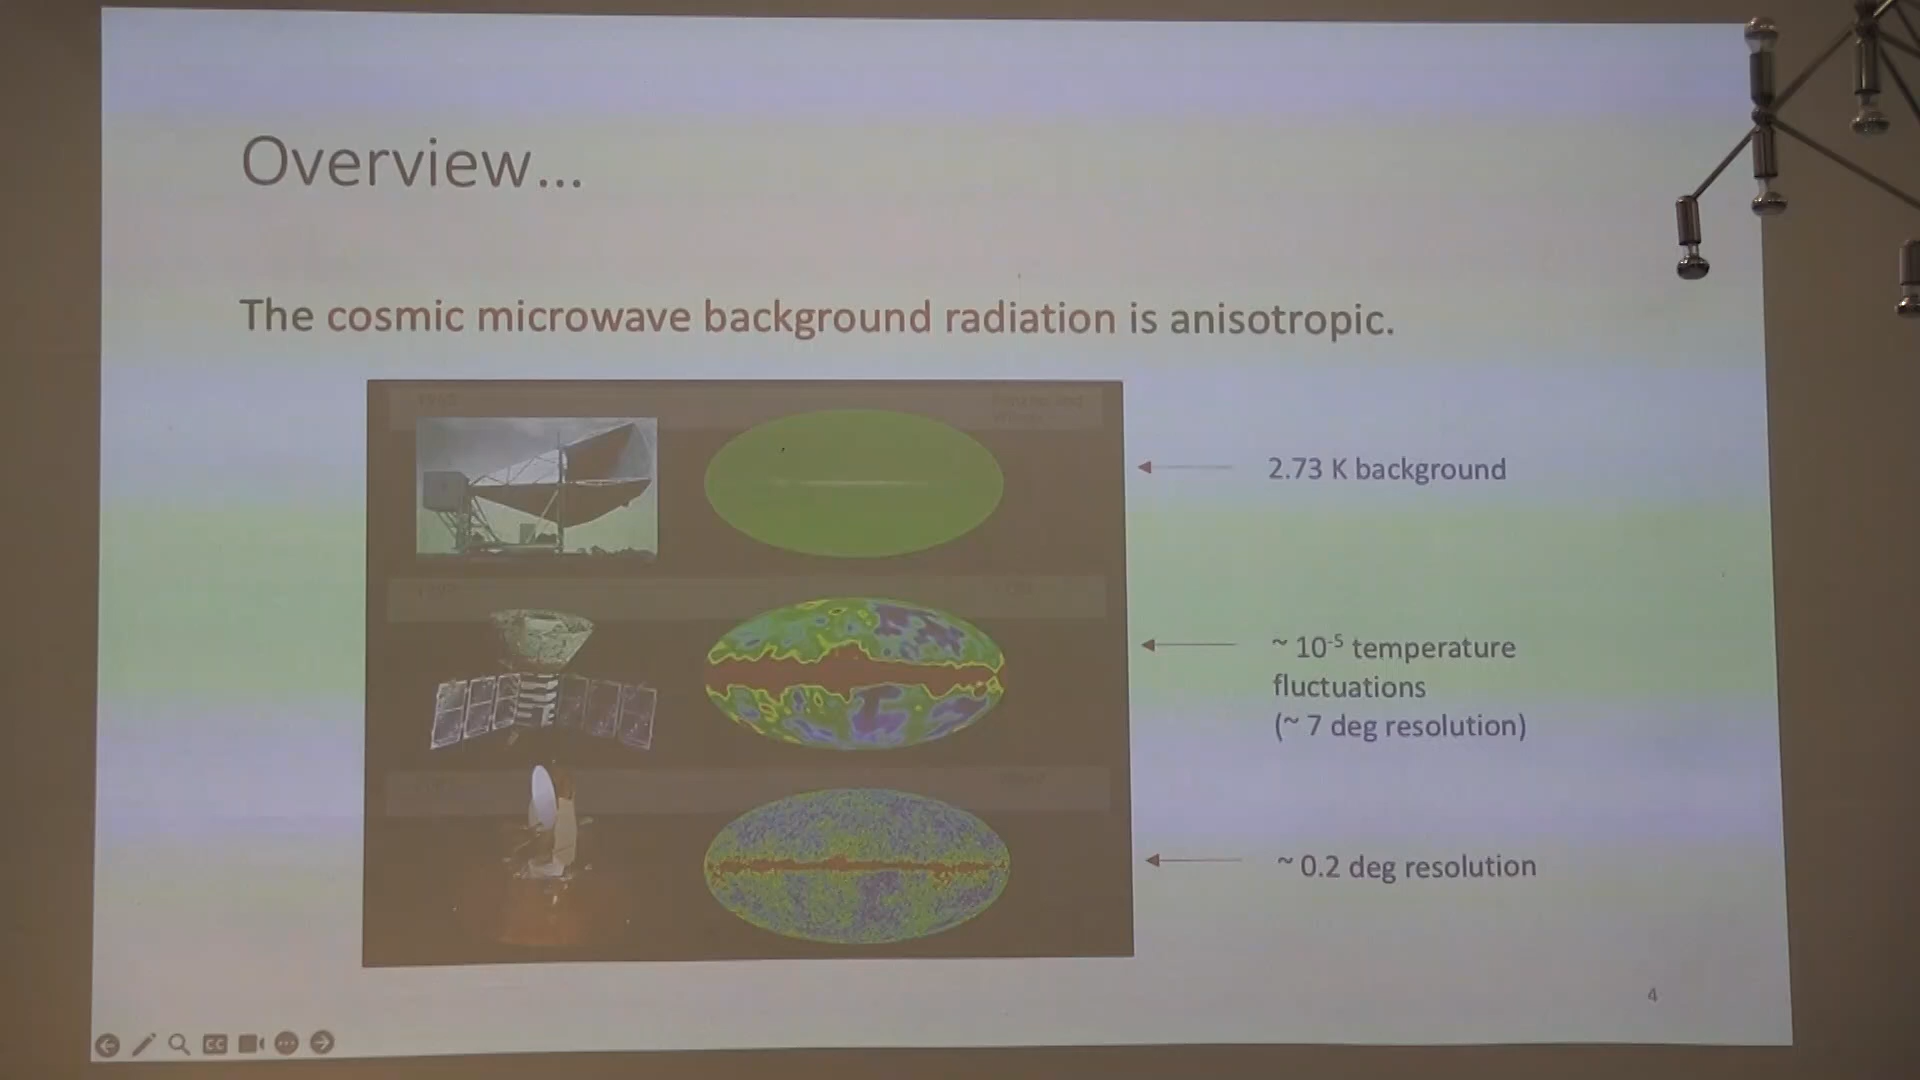 Overview...
The cosmic microwave background radiation is anisotropic.
2.73 K background
~ 10⁻⁵ temperature
fluctuations
(~ 7 deg resolution)
~ 0.2 deg resolution
4
CC